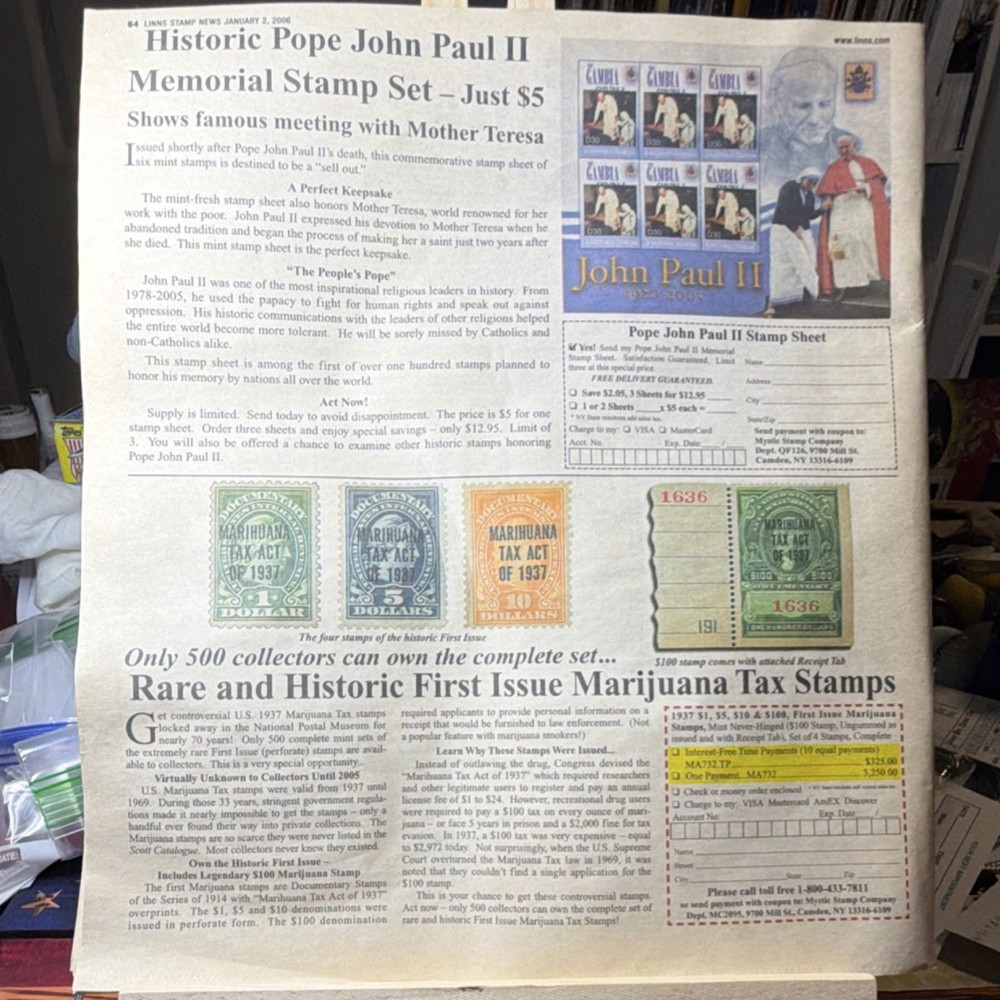 64 LINNS STAMP NEWS JANUARY 2, 2006
www.linns.com
Historic Pope John Paul II
Memorial Stamp Set – Just $5
Shows famous meeting with Mother Teresa
Issued shortly after Pope John Paul II's death, this commemorative stamp sheet of
six mint stamps is destined to be a "sell out."
A Perfect Keepsake
The mint-fresh stamp sheet also honors Mother Teresa, world renowned for her
work with the poor. John Paul II expressed his devotion to Mother Teresa when he
abandoned tradition and began the process of making her a saint just two years after
she died. This mint stamp sheet is the perfect keepsake.
"The People's Pope"
John Paul II was one of the most inspirational religious leaders in history. From
1978-2005, he used the papacy to fight for human rights and speak out against
oppression. His historic communications with the leaders of other religions helped
the entire world become more tolerant. He will be sorely missed by Catholics and
non-Catholics alike.
This stamp sheet is among the first of over one hundred stamps planned to
honor his memory by nations all over the world.
Act Now!
Supply is limited. Send today to avoid disappointment. The price is $5 for one
stamp sheet. Order three sheets and enjoy special savings – only $12.95. Limit of
3. You will also be offered a chance to examine other historic stamps honoring
Pope John Paul II.
GAMBIA GAMBIA GAMBIA
D30
GAMBIA GAMBIA GAMBIA
D30 D30 D30
John Paul II
1920-2005
Pope John Paul II Stamp Sheet
Yes! Send my Pope John Paul II Memorial
Stamp Sheet. Satisfaction Guaranteed. Limit
three at this special price.
FREE DELIVERY GUARANTEED.
Save $2.05, 3 Sheets for $12.95
1 or 2 Sheets x $5 each =
* NY State residents add sales tax.
Charge to my: VISA MasterCard
Acct. No. Exp. Date /
Name
Address
City
State/Zip
Send payment with coupon to:
Mystic Stamp Company
Dept. QF126, 9700 Mill St.
Camden, NY 13316-6109
DOCUMENTARY
MARIHUANA
TAX ACT
OF 1937
1
DOLLAR
DOCUMENTARY
MARIHUANA
TAX ACT
OF 1937
5
DOLLARS
DOCUMENTARY
MARIHUANA
TAX ACT
OF 1937
10
DOLLARS
1636
191
MARIHUANA
TAX ACT
OF 1937
$100 $100
1636
The four stamps of the historic First Issue
$100 stamp comes with attached Receipt Tab
Only 500 collectors can own the complete set...
Rare and Historic First Issue Marijuana Tax Stamps
Get controversial U.S. 1937 Marijuana Tax stamps
locked away in the National Postal Museum for
nearly 70 years! Only 500 complete mint sets of
the extremely rare First Issue (perforate) stamps are avail-
able to collectors. This is a very special opportunity...
Virtually Unknown to Collectors Until 2005
U.S. Marijuana Tax stamps were valid from 1937 until
1969. During those 33 years, stringent government regula-
tions made it nearly impossible to get the stamps – only a
handful ever found their way into private collections. The
Marijuana stamps are so scarce they were never listed in the
Scott Catalogue. Most collectors never knew they existed.
Own the Historic First Issue –
Includes Legendary $100 Marijuana Stamp
The first Marijuana stamps are Documentary Stamps
of the Series of 1914 with "Marihuana Tax Act of 1937"
overprints. The $1, $5 and $10 denominations were
issued in perforate form. The $100 denomination
required applicants to provide personal information on a
receipt that would be furnished to law enforcement. (Not
a popular feature with marijuana smokers!)
Learn Why These Stamps Were Issued...
Instead of outlawing the drug, Congress devised the
"Marihuana Tax Act of 1937" which required researchers
and other legitimate users to register and pay an annual
license fee of $1 to $24. However, recreational drug users
were required to pay a $100 tax on every ounce of mari-
juana – or face 5 years in prison and a $2,000 fine for tax
evasion. In 1937, a $100 tax was very expensive – equal
to $2,972 today. Not surprisingly, when the U.S. Supreme
Court overturned the Marijuana Tax law in 1969, it was
noted that they couldn't find a single application for the
$100 stamp.
This is your chance to get these controversial stamps.
Act now – only 500 collectors can own the complete set of
rare and historic First Issue Marijuana Tax Stamps!
1937 $1, $5, $10 & $100, First Issue Marijuana
Stamps, Mint Never-Hinged ($100 Stamp, Ungummed as
issued and with Receipt Tab), Set of 4 Stamps, Complete
Interest-Free Time Payments (10 equal payments)
MA732.TP $325.00
One Payment MA732 3,250.00
Check or money order enclosed
Charge to my: VISA Mastercard AmEX Discover
Account No: Exp. Date /
Name
Street
City State Zip
Please call toll free 1-800-433-7811
or send payment with coupon to: Mystic Stamp Company
Dept. MC2095, 9700 Mill St., Camden, NY 13316-6109